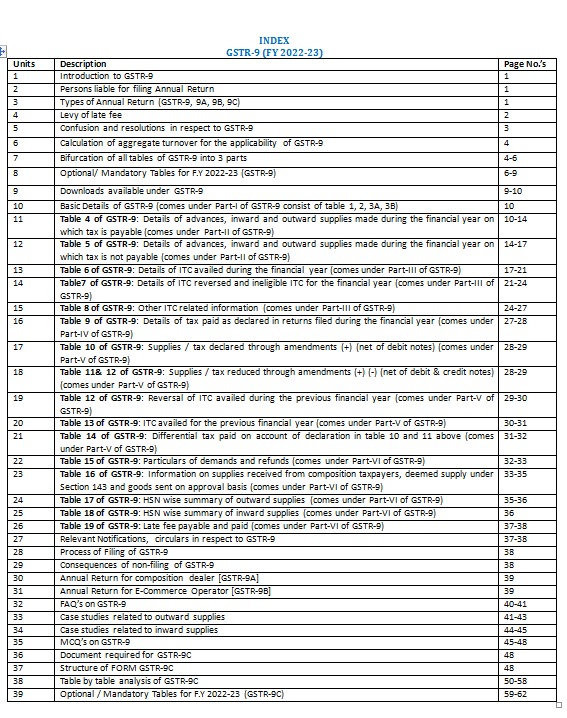 INDEX
GSTR-9 (FY 2022-23)
Units Description Page No.'s
1 Introduction to GSTR-9 1
2 Persons liable for filing Annual Return 1
3 Types of Annual Return (GSTR-9, 9A, 9B, 9C) 1
4 Levy of late fee 2
5 Confusion and resolutions in respect to GSTR-9 3
6 Calculation of aggregate turnover for the applicability of GSTR-9 4
7 Bifurcation of all tables of GSTR-9 into 3 parts 4-6
8 Optional/ Mandatory Tables for F.Y 2022-23 (GSTR-9) 6-9
9 Downloads available under GSTR-9 9-10
10 Basic Details of GSTR-9 (comes under Part-I of GSTR-9 consist of table 1, 2, 3A, 3B) 10
11 Table 4 of GSTR-9: Details of advances, inward and outward supplies made during the financial year on 10-14
which tax is payable (comes under Part-II of GSTR-9)
12 Table 5 of GSTR-9: Details of advances, inward and outward supplies made during the financial year on 14-17
which tax is not payable (comes under Part-II of GSTR-9)
13 Table 6 of GSTR-9: Details of ITC availed during the financial year (comes under Part-III of GSTR-9) 17-21
14 Table7 of GSTR-9: Details of ITC reversed and ineligible ITC for the financial year (comes under Part-III of 21-24
GSTR-9)
15 Table 8 of GSTR-9: Other ITC related information (comes under Part-III of GSTR-9) 24-27
16 Table 9 of GSTR-9: Details of tax paid as declared in returns filed during the financial year (comes under 27-28
Part-IV of GSTR-9)
17 Table 10 of GSTR-9: Supplies / tax declared through amendments (+) (net of debit notes) (comes under 28-29
Part-V of GSTR-9)
18 Table 11& 12 of GSTR-9: Supplies / tax reduced through amendments (+) (-) (net of debit & credit notes) 28-29
(comes under Part-V of GSTR-9)
19 Table 12 of GSTR-9: Reversal of ITC availed during the previous financial year (comes under Part-V of 29-30
GSTR-9)
20 Table 13 of GSTR-9: ITC availed for the previous financial year (comes under Part-V of GSTR-9) 30-31
21 Table 14 of GSTR-9: Differential tax paid on account of declaration in table 10 and 11 above (comes 31-32
under Part-V of GSTR-9)
22 Table 15 of GSTR-9: Particulars of demands and refunds (comes under Part-VI of GSTR-9) 32-33
23 Table 16 of GSTR-9: Information on supplies received from composition taxpayers, deemed supply under 33-35
Section 143 and goods sent on approval basis (comes under Part-VI of GSTR-9)
24 Table 17 of GSTR-9: HSN wise summary of outward supplies (comes under Part-VI of GSTR-9) 35-36
25 Table 18 of GSTR-9: HSN wise summary of inward supplies (comes under Part-VI of GSTR-9) 36
26 Table 19 of GSTR-9: Late fee payable and paid (comes under Part-VI of GSTR-9) 37-38
27 Relevant Notifications, circulars in respect to GSTR-9 37-38
28 Process of Filing of GSTR-9 38
29 Consequences of non-filing of GSTR-9 38
30 Annual Return for composition dealer [GSTR-9A] 39
31 Annual Return for E-Commerce Operator [GSTR-9B] 39
32 FAQ's on GSTR-9 40-41
33 Case studies related to outward supplies 41-43
34 Case studies related to inward supplies 44-45
35 MCQ's on GSTR-9 45-48
36 Document required for GSTR-9C 48
37 Structure of FORM GSTR-9C 48
38 Table by table analysis of GSTR-9C 50-58
39 Optional / Mandatory Tables for F.Y 2022-23 (GSTR-9C) 59-62